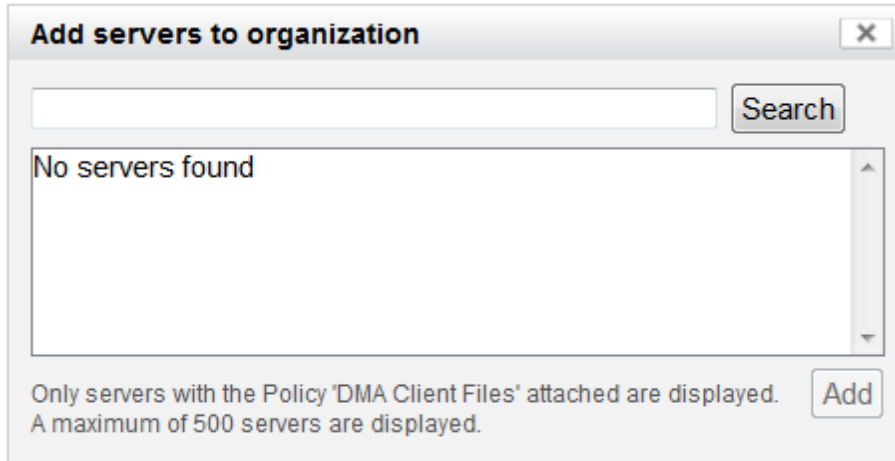 Add servers to organization
Search
No servers found
Only servers with the Policy 'DMA Client Files' attached are displayed.
Add
A maximum of 500 servers are displayed.